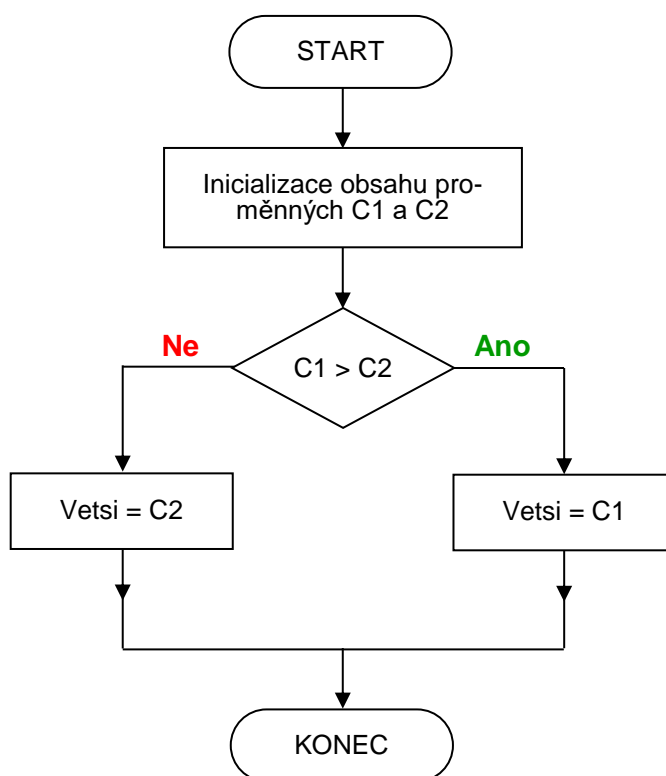 START
Inicializace obsahu pro-
měnných C1 a C2
Ne
Ano
C1 > C2
Vetsi = C2
Vetsi = C1
KONEC